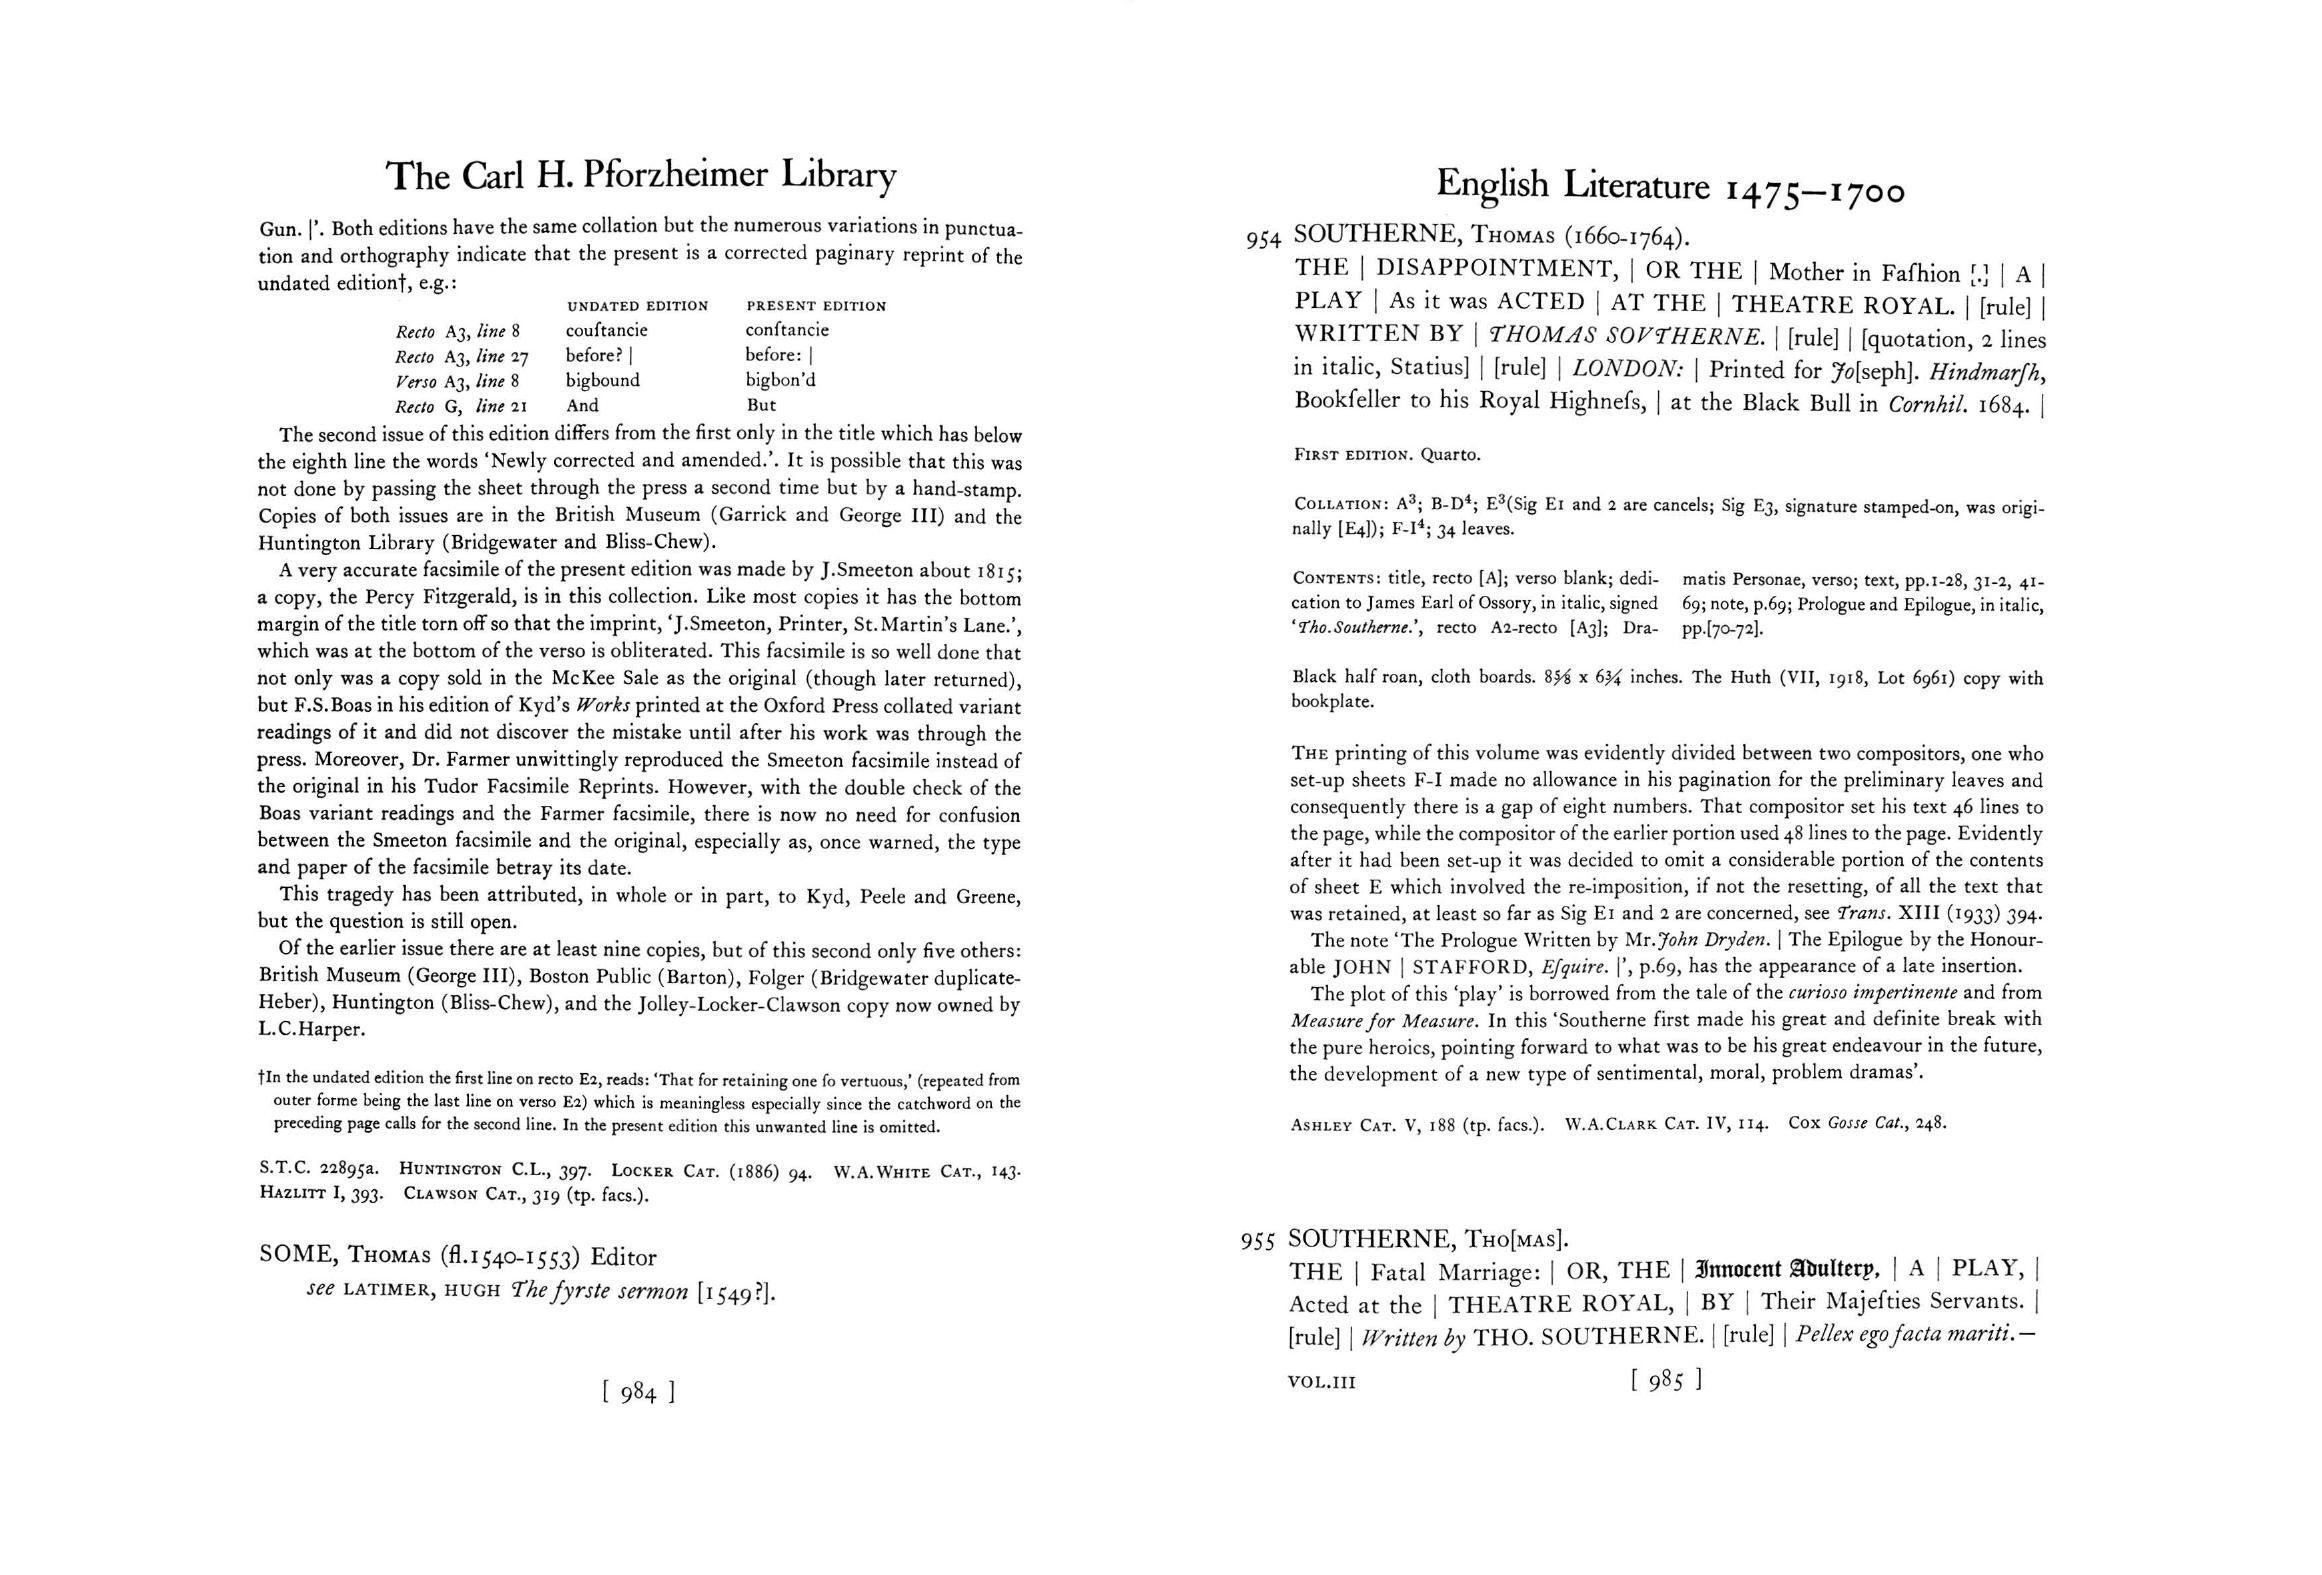 The Carl H. Pforzheimer Library
Gun. |’. Both editions have the same collation but the numerous variations in punctua-
tion and orthography indicate that the present is a corrected paginary reprint of the
undated edition†, e.g.:
UNDATED EDITION PRESENT EDITION
Recto A3, line 8 couſtancie conſtancie
Recto A3, line 27 before? | before: |
Verso A3, line 8 bigbound bigbon’d
Recto G, line 21 And But
The second issue of this edition differs from the first only in the title which has below
the eighth line the words ‘Newly corrected and amended.’. It is possible that this was
not done by passing the sheet through the press a second time but by a hand-stamp.
Copies of both issues are in the British Museum (Garrick and George III) and the
Huntington Library (Bridgewater and Bliss-Chew).
A very accurate facsimile of the present edition was made by J.Smeeton about 1815;
a copy, the Percy Fitzgerald, is in this collection. Like most copies it has the bottom
margin of the title torn off so that the imprint, ‘J.Smeeton, Printer, St.Martin’s Lane.’,
which was at the bottom of the verso is obliterated. This facsimile is so well done that
not only was a copy sold in the McKee Sale as the original (though later returned),
but F.S.Boas in his edition of Kyd’s Works printed at the Oxford Press collated variant
readings of it and did not discover the mistake until after his work was through the
press. Moreover, Dr. Farmer unwittingly reproduced the Smeeton facsimile instead of
the original in his Tudor Facsimile Reprints. However, with the double check of the
Boas variant readings and the Farmer facsimile, there is now no need for confusion
between the Smeeton facsimile and the original, especially as, once warned, the type
and paper of the facsimile betray its date.
This tragedy has been attributed, in whole or in part, to Kyd, Peele and Greene,
but the question is still open.
Of the earlier issue there are at least nine copies, but of this second only five others:
British Museum (George III), Boston Public (Barton), Folger (Bridgewater duplicate-
Heber), Huntington (Bliss-Chew), and the Jolley-Locker-Clawson copy now owned by
L.C.Harper.
†In the undated edition the first line on recto E2, reads: ‘That for retaining one ſo vertuous,’ (repeated from
outer forme being the last line on verso E2) which is meaningless especially since the catchword on the
preceding page calls for the second line. In the present edition this unwanted line is omitted.
S.T.C. 22895a. HUNTINGTON C.L., 397. LOCKER CAT. (1886) 94. W.A.WHITE CAT., 143.
HAZLITT I, 393. CLAWSON CAT., 319 (tp. facs.).
SOME, THOMAS (fl.1540-1553) Editor
see LATIMER, HUGH The fyrste sermon [1549?].
[ 984 ]
English Literature 1475–1700
954 SOUTHERNE, THOMAS (1660-1764).
THE | DISAPPOINTMENT, | OR THE | Mother in Faſhion [.] | A |
PLAY | As it was ACTED | AT THE | THEATRE ROYAL. | [rule] |
WRITTEN BY | THOMAS SOVTHERNE. | [rule] | [quotation, 2 lines
in italic, Statius] | [rule] | LONDON: | Printed for Jo[seph]. Hindmarſh,
Bookſeller to his Royal Highneſs, | at the Black Bull in Cornhil. 1684. |
FIRST EDITION. Quarto.
COLLATION: A³; B-D⁴; E³(Sig E1 and 2 are cancels; Sig E3, signature stamped-on, was origi-
nally [E4]); F-I⁴; 34 leaves.
CONTENTS: title, recto [A]; verso blank; dedi-
cation to James Earl of Ossory, in italic, signed
‘Tho.Southerne.’, recto A2-recto [A3]; Dra-
matis Personae, verso; text, pp.1-28, 31-2, 41-
69; note, p.69; Prologue and Epilogue, in italic,
pp.[70-72].
Black half roan, cloth boards. 8⅝ x 6¾ inches. The Huth (VII, 1918, Lot 6961) copy with
bookplate.
THE printing of this volume was evidently divided between two compositors, one who
set-up sheets F-I made no allowance in his pagination for the preliminary leaves and
consequently there is a gap of eight numbers. That compositor set his text 46 lines to
the page, while the compositor of the earlier portion used 48 lines to the page. Evidently
after it had been set-up it was decided to omit a considerable portion of the contents
of sheet E which involved the re-imposition, if not the resetting, of all the text that
was retained, at least so far as Sig E1 and 2 are concerned, see Trans. XIII (1933) 394.
The note ‘The Prologue Written by Mr.John Dryden. | The Epilogue by the Honour-
able JOHN | STAFFORD, Eſquire. |’, p.69, has the appearance of a late insertion.
The plot of this ‘play’ is borrowed from the tale of the curioso impertinente and from
Measure for Measure. In this ‘Southerne first made his great and definite break with
the pure heroics, pointing forward to what was to be his great endeavour in the future,
the development of a new type of sentimental, moral, problem dramas’.
ASHLEY CAT. V, 188 (tp. facs.). W.A.CLARK CAT. IV, 114. COX Gosse Cat., 248.
955 SOUTHERNE, THO[MAS].
THE | Fatal Marriage: | OR, THE | Innocent Adultery, | A | PLAY, |
Acted at the | THEATRE ROYAL, | BY | Their Majeſties Servants. |
[rule] | Written by THO. SOUTHERNE. | [rule] | Pellex ego facta mariti.—
VOL.III [ 985 ]